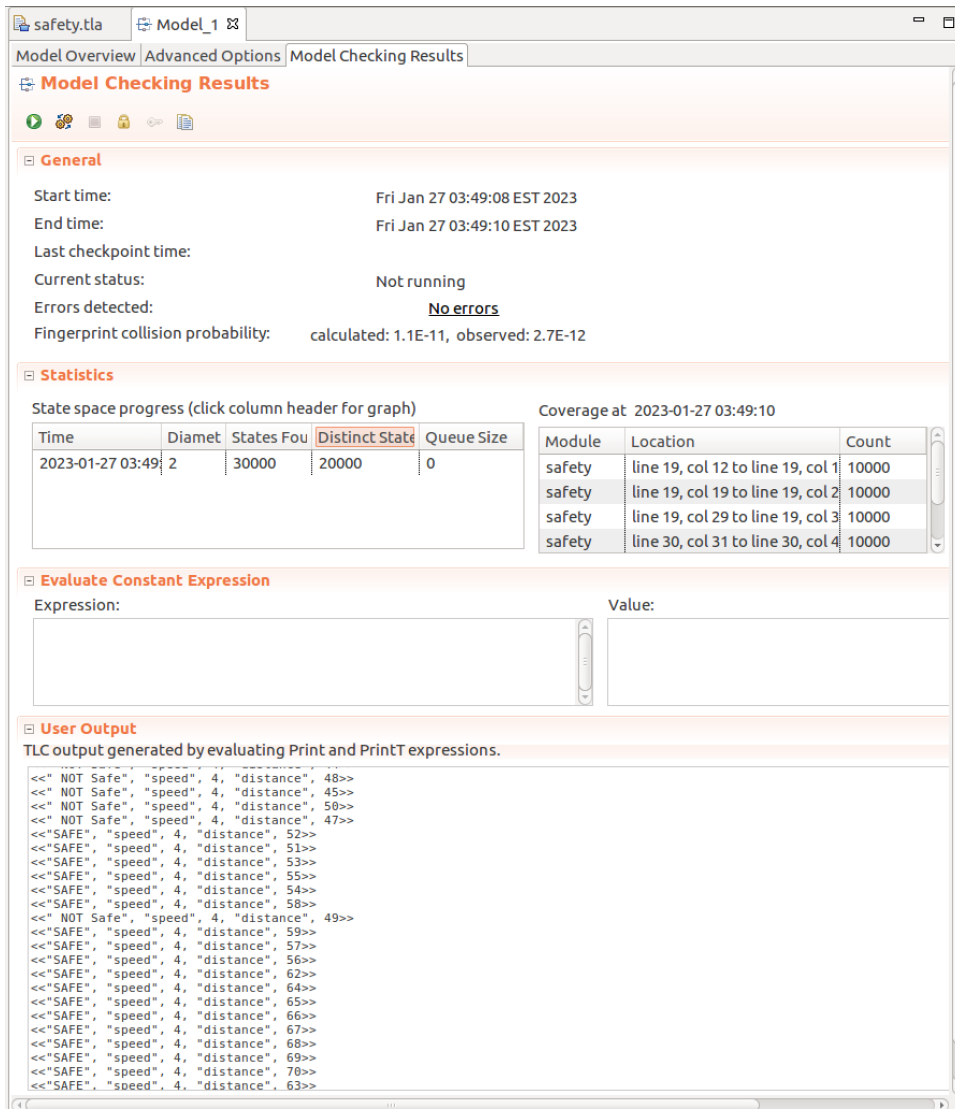 safety.tla Model_1
Model Overview Advanced Options Model Checking Results
Model Checking Results
General
Start time: Fri Jan 27 03:49:08 EST 2023
End time: Fri Jan 27 03:49:10 EST 2023
Last checkpoint time:
Current status: Not running
Errors detected: No errors
Fingerprint collision probability: calculated: 1.1E-11, observed: 2.7E-12
Statistics
State space progress (click column header for graph)
Time Diamet States Fou Distinct State Queue Size
2023-01-27 03:49: 2 30000 20000 0
Coverage at 2023-01-27 03:49:10
Module Location Count
safety line 19, col 12 to line 19, col 1 10000
safety line 19, col 19 to line 19, col 2 10000
safety line 19, col 29 to line 19, col 3 10000
safety line 30, col 31 to line 30, col 4 10000
Evaluate Constant Expression
Expression: Value:
User Output
TLC output generated by evaluating Print and PrintT expressions.
<<" NOT Safe", "speed", 4, "distance", 48>>
<<" NOT Safe", "speed", 4, "distance", 45>>
<<" NOT Safe", "speed", 4, "distance", 50>>
<<" NOT Safe", "speed", 4, "distance", 47>>
<<"SAFE", "speed", 4, "distance", 52>>
<<"SAFE", "speed", 4, "distance", 51>>
<<"SAFE", "speed", 4, "distance", 53>>
<<"SAFE", "speed", 4, "distance", 55>>
<<"SAFE", "speed", 4, "distance", 54>>
<<"SAFE", "speed", 4, "distance", 58>>
<<" NOT Safe", "speed", 4, "distance", 49>>
<<"SAFE", "speed", 4, "distance", 59>>
<<"SAFE", "speed", 4, "distance", 57>>
<<"SAFE", "speed", 4, "distance", 56>>
<<"SAFE", "speed", 4, "distance", 62>>
<<"SAFE", "speed", 4, "distance", 64>>
<<"SAFE", "speed", 4, "distance", 65>>
<<"SAFE", "speed", 4, "distance", 66>>
<<"SAFE", "speed", 4, "distance", 67>>
<<"SAFE", "speed", 4, "distance", 68>>
<<"SAFE", "speed", 4, "distance", 69>>
<<"SAFE", "speed", 4, "distance", 70>>
<<"SAFE", "speed", 4, "distance", 63>>